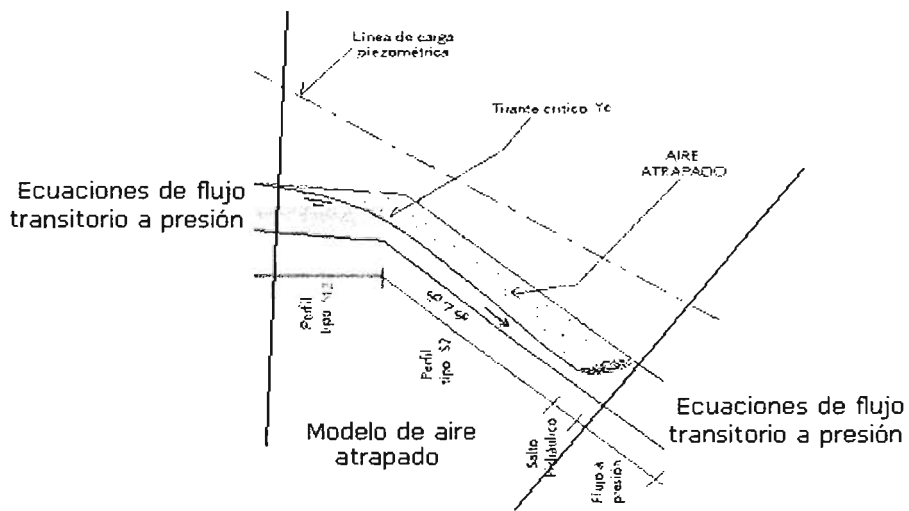 Línea de carga
piezométrica
Tirante crítico Yc
AIRE
ATRAPADO
Ecuaciones de flujo
transitorio a presión
Perfil
tipo M2
Perfil
tipo S2
Modelo de aire
atrapado
Salto
hidráulico
Flujo a
presión
Ecuaciones de flujo
transitorio a presión